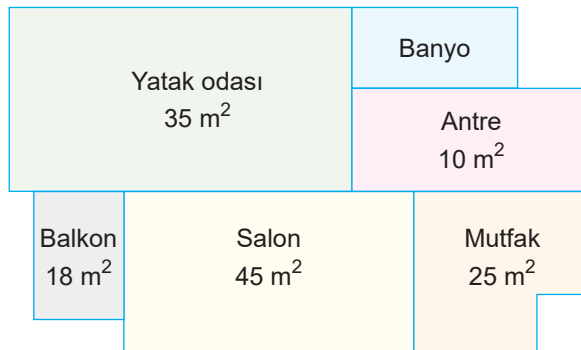 Yatak odası
35 m²
Banyo
Antre
10 m²
Balkon
18 m²
Salon
45 m²
Mutfak
25 m²